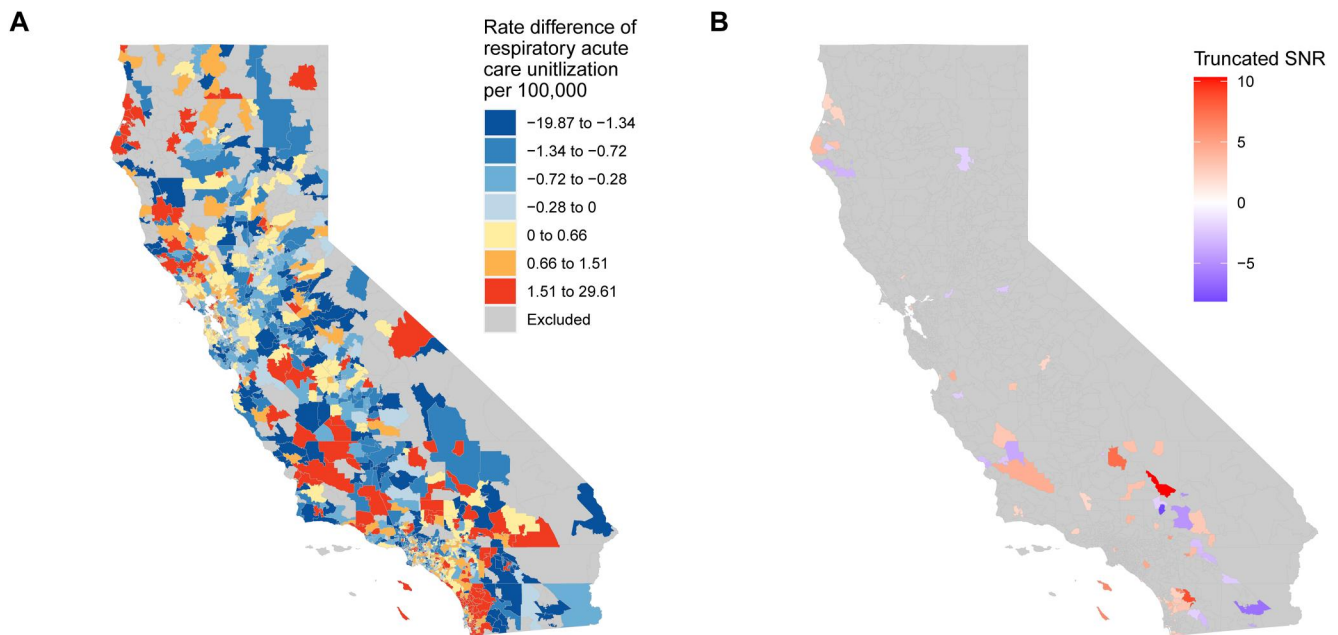 A
Rate difference of
respiratory acute
care unitlization
per 100,000
−19.87 to −1.34
−1.34 to −0.72
−0.72 to −0.28
−0.28 to 0
0 to 0.66
0.66 to 1.51
1.51 to 29.61
Excluded
B
Truncated SNR
10
5
0
−5